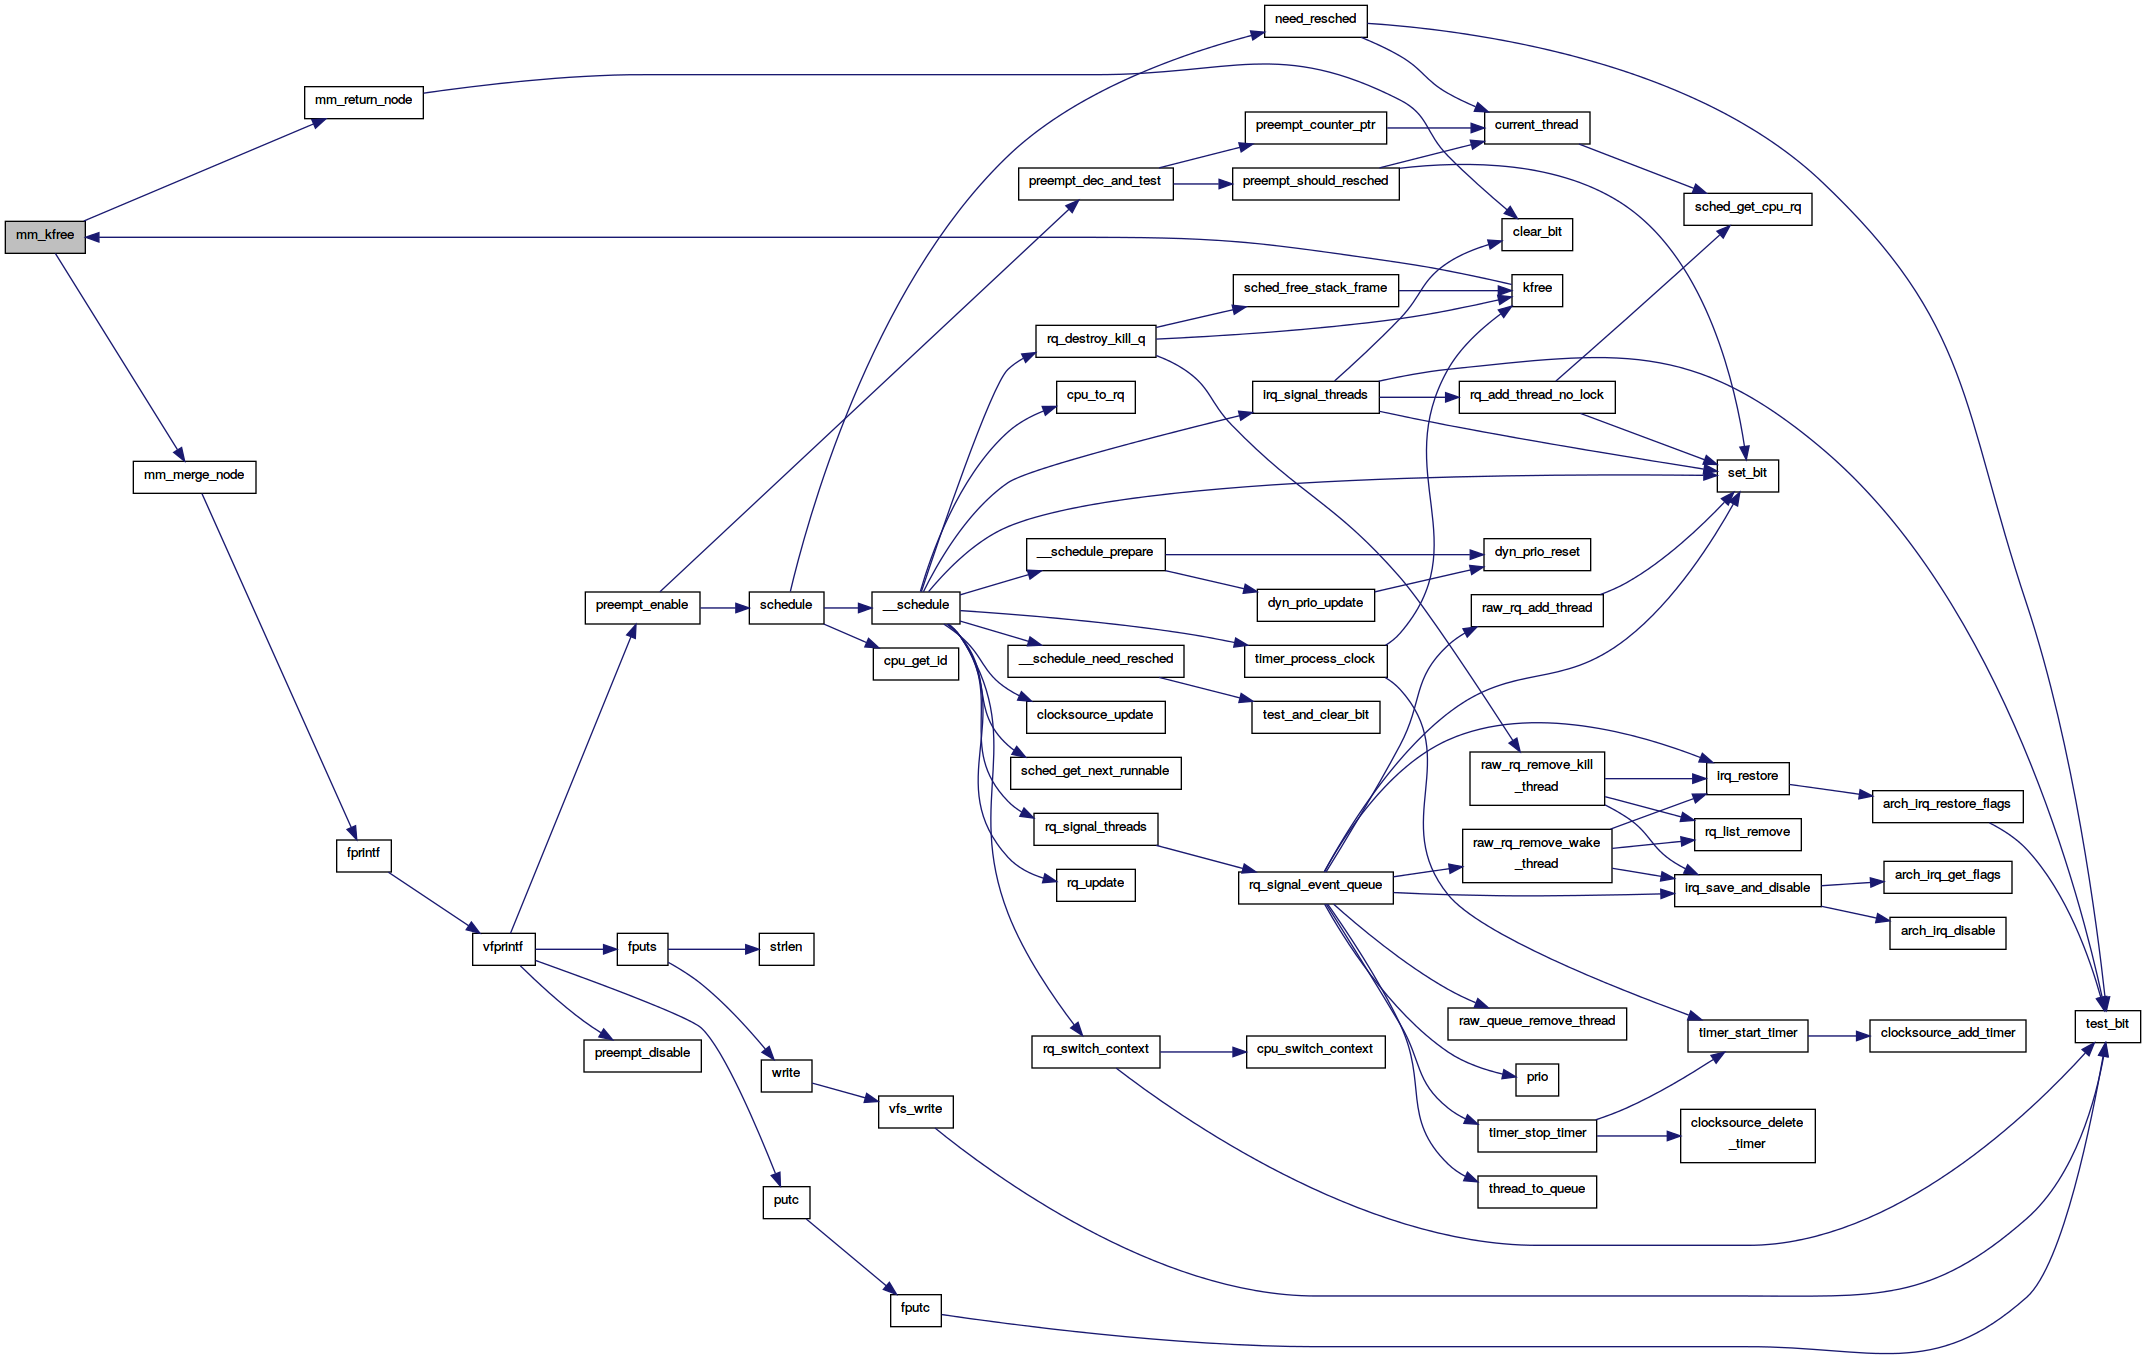 need_resched
mm_return_node
preempt_counter_ptr
current_thread
preempt_dec_and_test
preempt_should_resched
sched_get_cpu_rq
mm_kfree
clear_bit
sched_free_stack_frame
kfree
rq_destroy_kill_q
cpu_to_rq
irq_signal_threads
rq_add_thread_no_lock
mm_merge_node
set_bit
__schedule_prepare
dyn_prio_reset
preempt_enable
schedule
__schedule
dyn_prio_update
raw_rq_add_thread
cpu_get_id
__schedule_need_resched
timer_process_clock
clocksource_update
test_and_clear_bit
sched_get_next_runnable
raw_rq_remove_kill
_thread
irq_restore
arch_irq_restore_flags
rq_signal_threads
rq_list_remove
fprintf
raw_rq_remove_wake
_thread
rq_update
rq_signal_event_queue
irq_save_and_disable
arch_irq_get_flags
arch_irq_disable
vfprintf
fputs
strlen
raw_queue_remove_thread
test_bit
preempt_disable
rq_switch_context
cpu_switch_context
timer_start_timer
clocksource_add_timer
write
prio
vfs_write
timer_stop_timer
clocksource_delete
_timer
putc
thread_to_queue
fputc